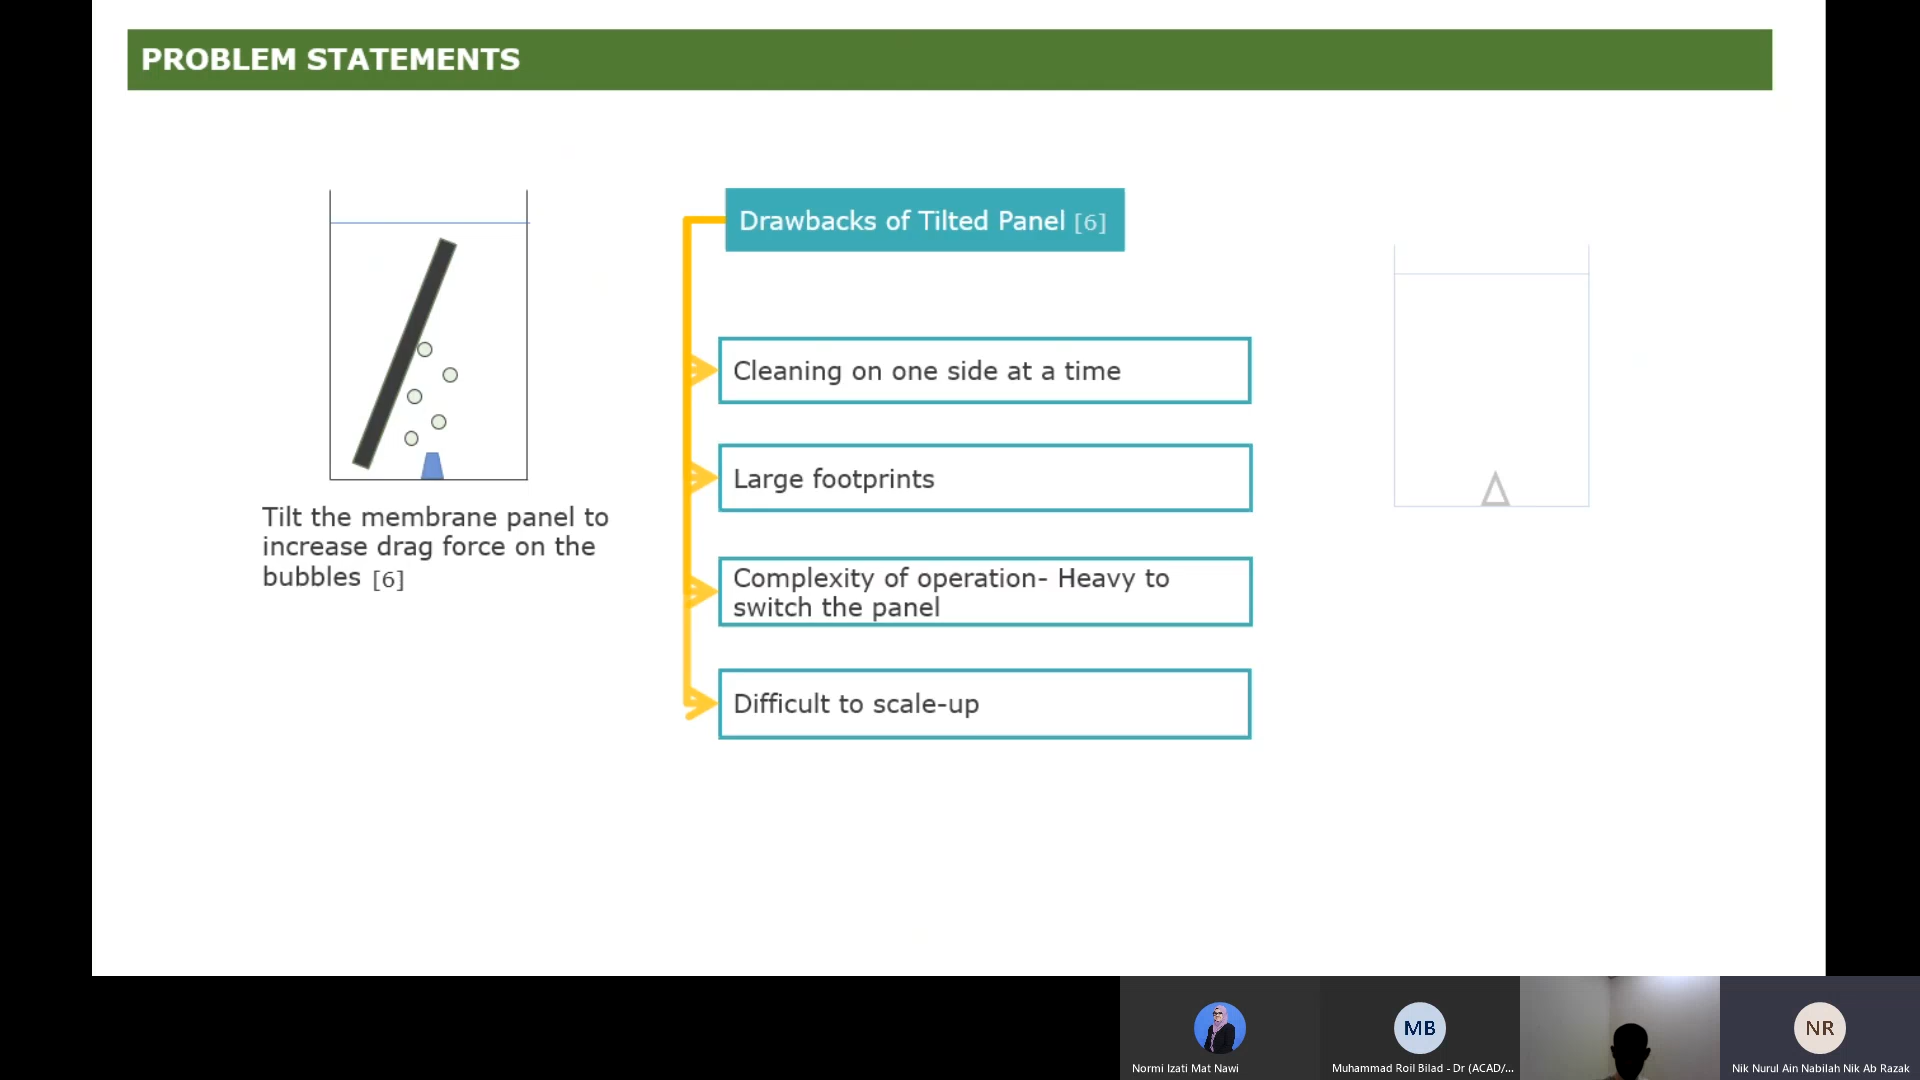 PROBLEM STATEMENTS
Drawbacks of Tilted Panel [6]
Cleaning on one side at a time
Large footprints
Complexity of operation- Heavy to
switch the panel
Difficult to scale-up
Tilt the membrane panel to
increase drag force on the
bubbles [6]
MB
NR
Normi Izati Mat Nawi
Muhammad Roil Bilad - Dr (ACAD/...
Nik Nurul Ain Nabilah Nik Ab Razak